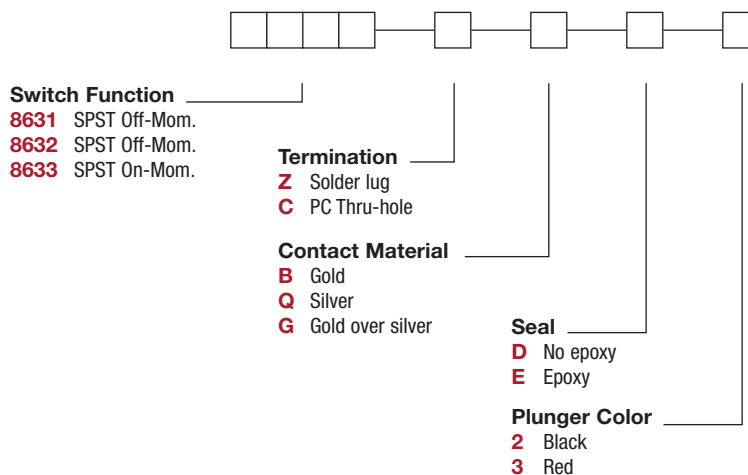 Switch Function
8631 SPST Off-Mom.
8632 SPST Off-Mom.
8633 SPST On-Mom.
Termination
Z Solder lug
C PC Thru-hole
Contact Material
B Gold
Q Silver
G Gold over silver
Seal
D No epoxy
E Epoxy
Plunger Color
2 Black
3 Red